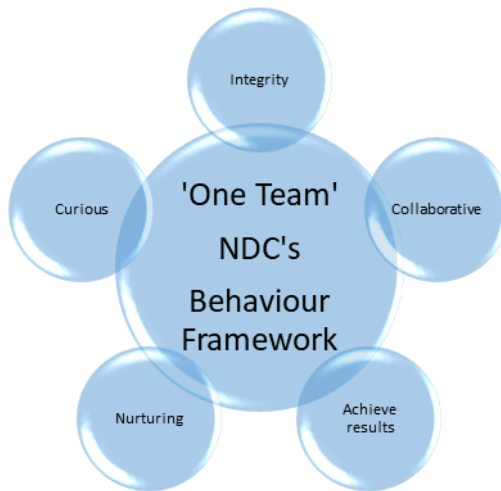 Integrity
'One Team'
NDC's
Behaviour
Framework
Curious
Collaborative
Nurturing
Achieve
results